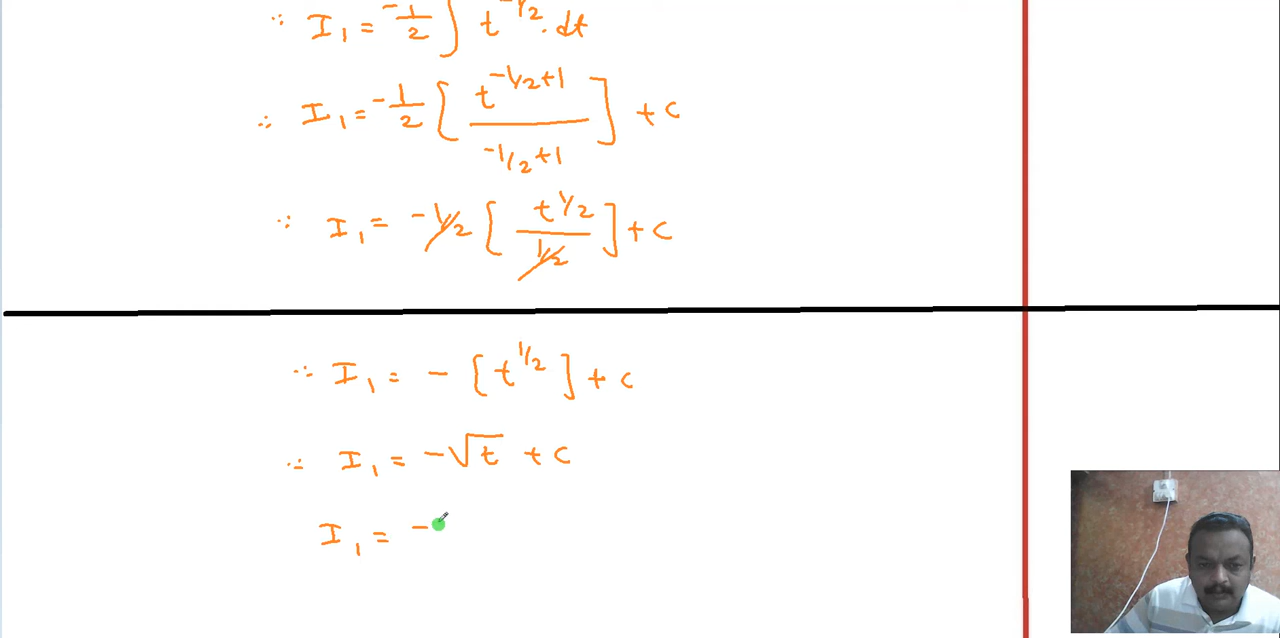 ∵ I₁ = -1/2 ∫ t^(-1/2) . dt
∴ I₁ = -1/2 [ t^(-1/2+1) / (-1/2+1) ] + c
∵ I₁ = -1/2 [ t^(1/2) / (1/2) ] + c
∴ I₁ = - [ t^(1/2) ] + c
∵ I₁ = -√t + c
I₁ = -